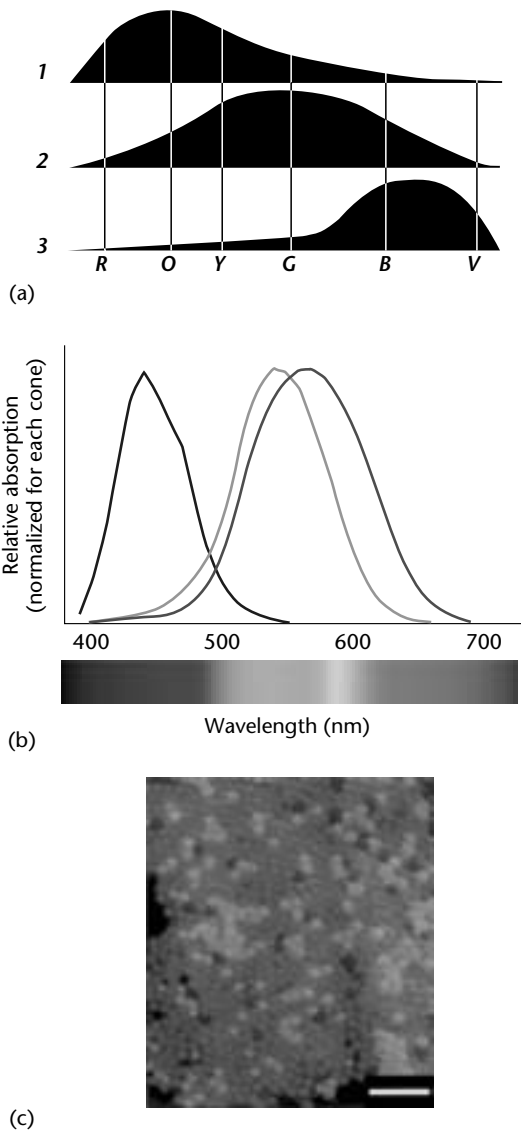 1
2
3
R O Y G B V
(a)
Relative absorption
(normalized for each cone)
400 500 600 700
Wavelength (nm)
(b)
(c)